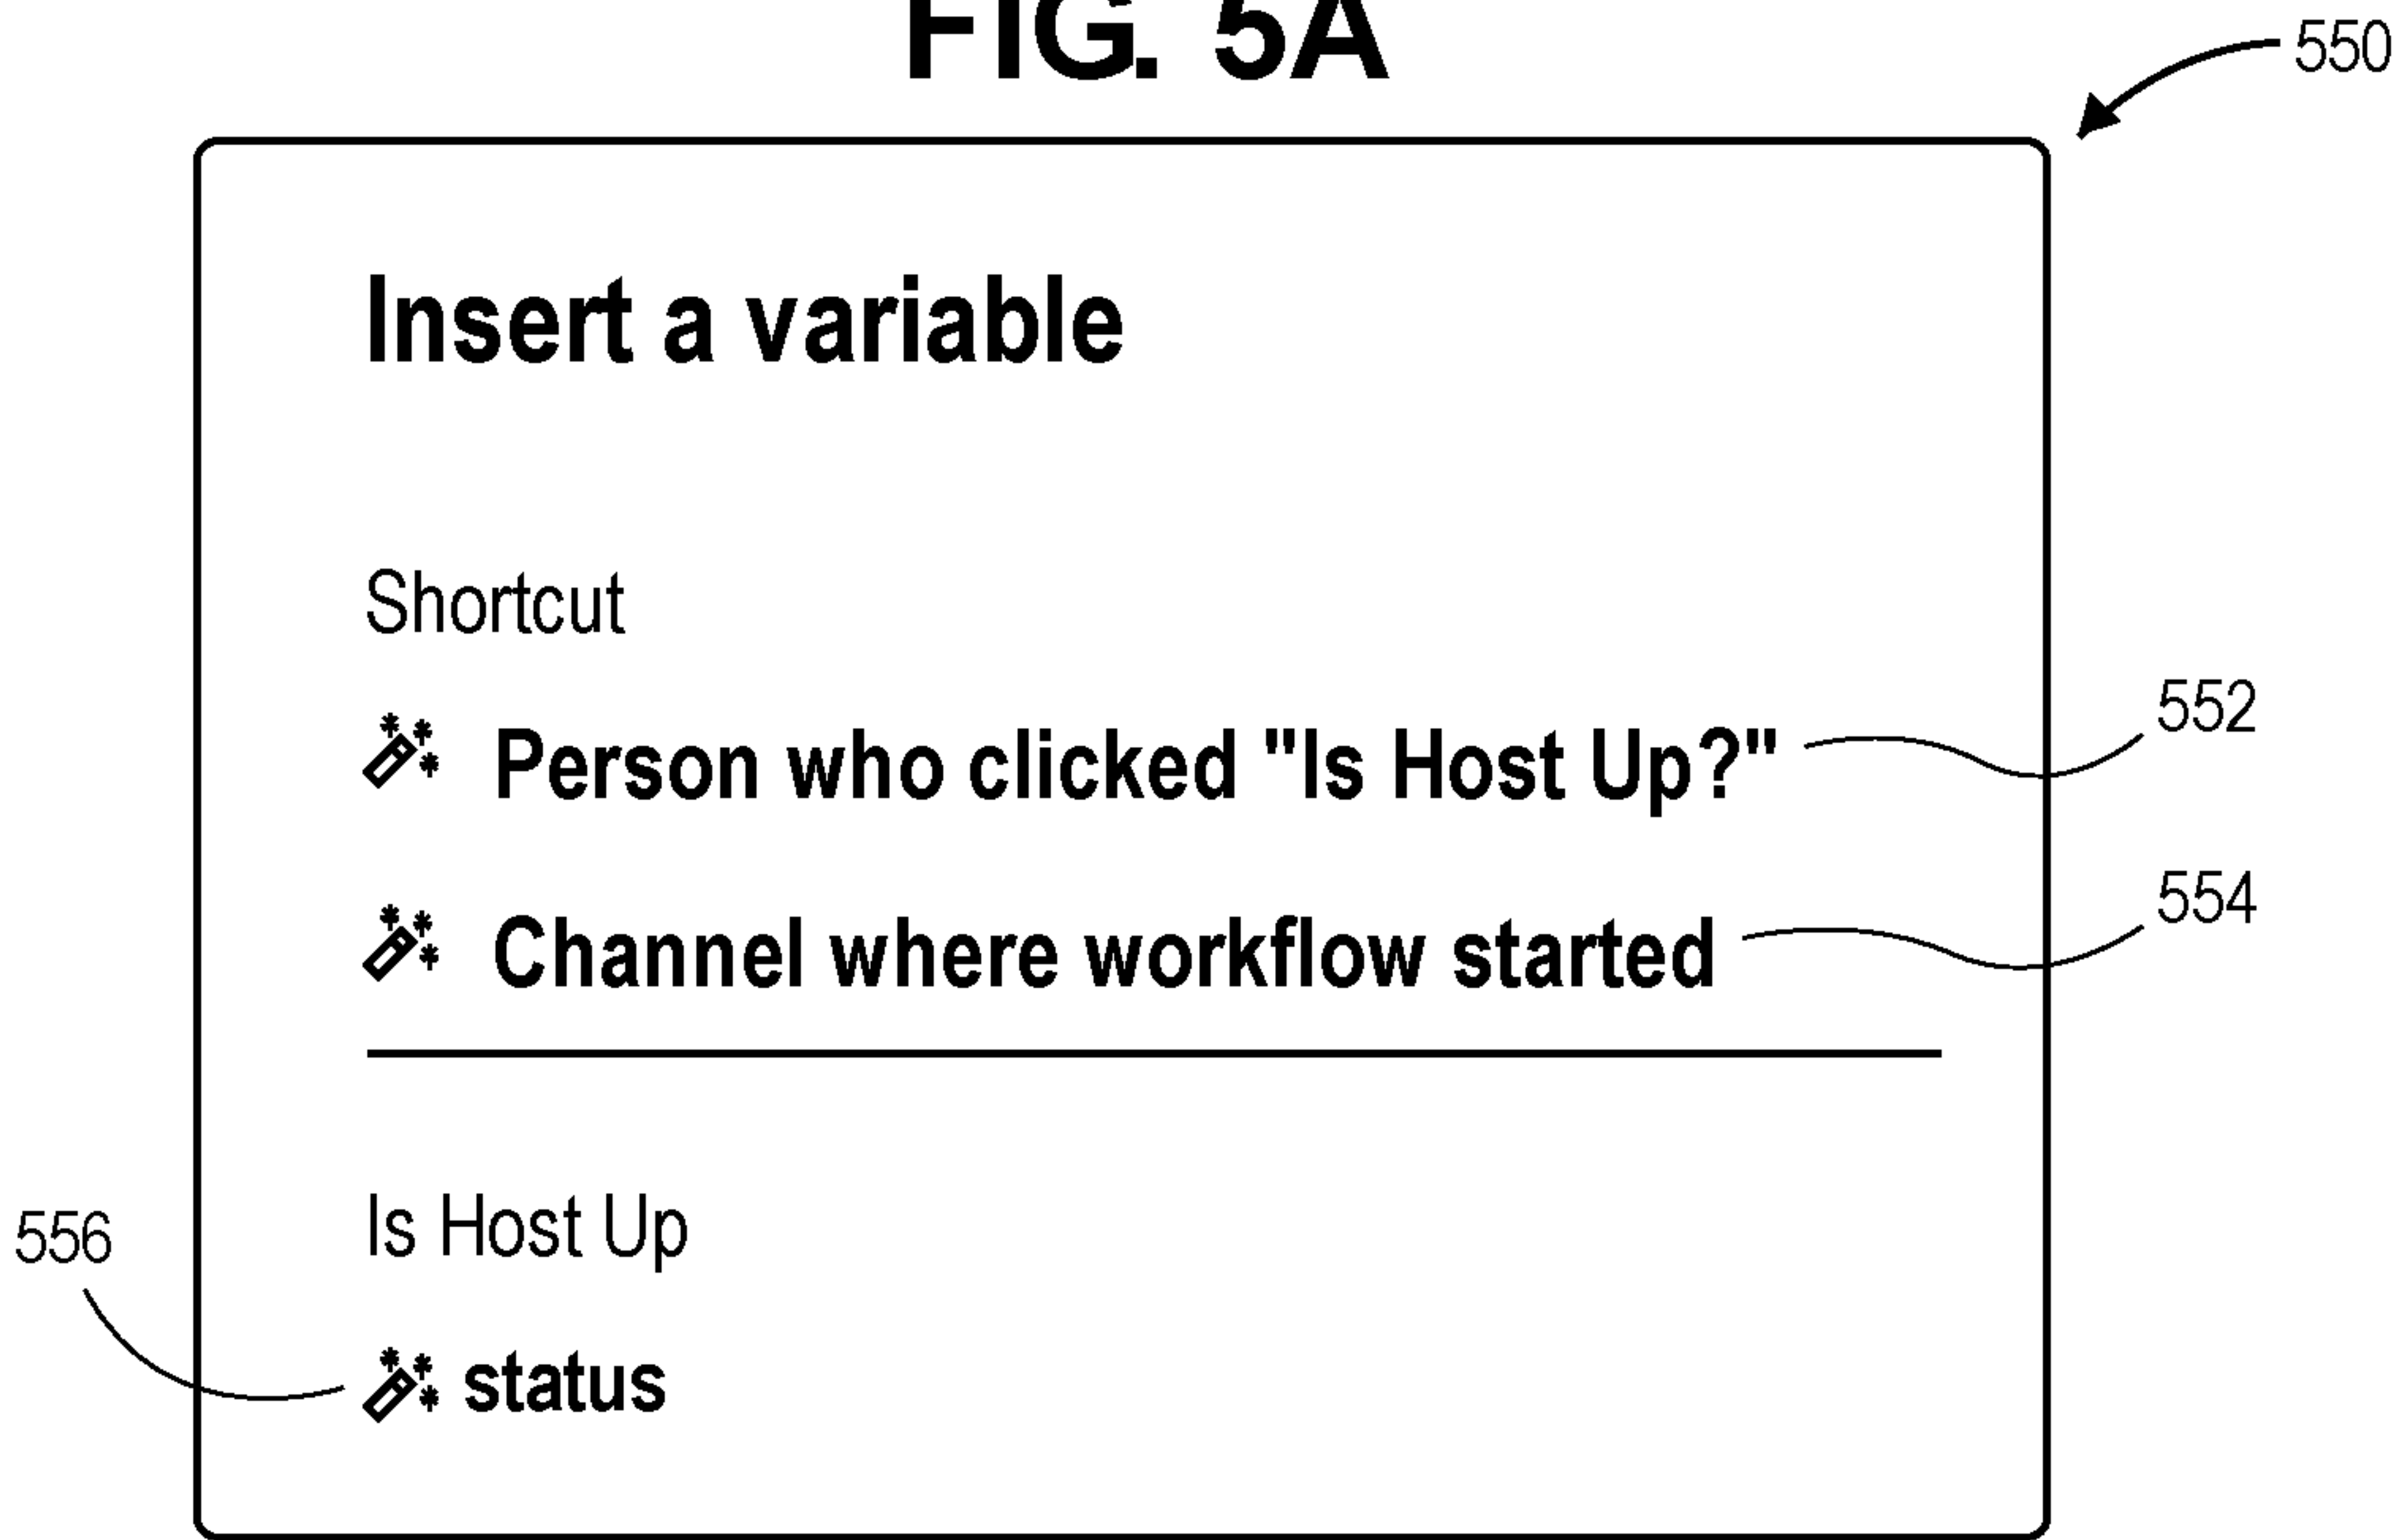 FIG. 5A
550
Insert a variable
Shortcut
Person who clicked "Is Host Up?"
552
Channel where workflow started
554
Is Host Up
556
status